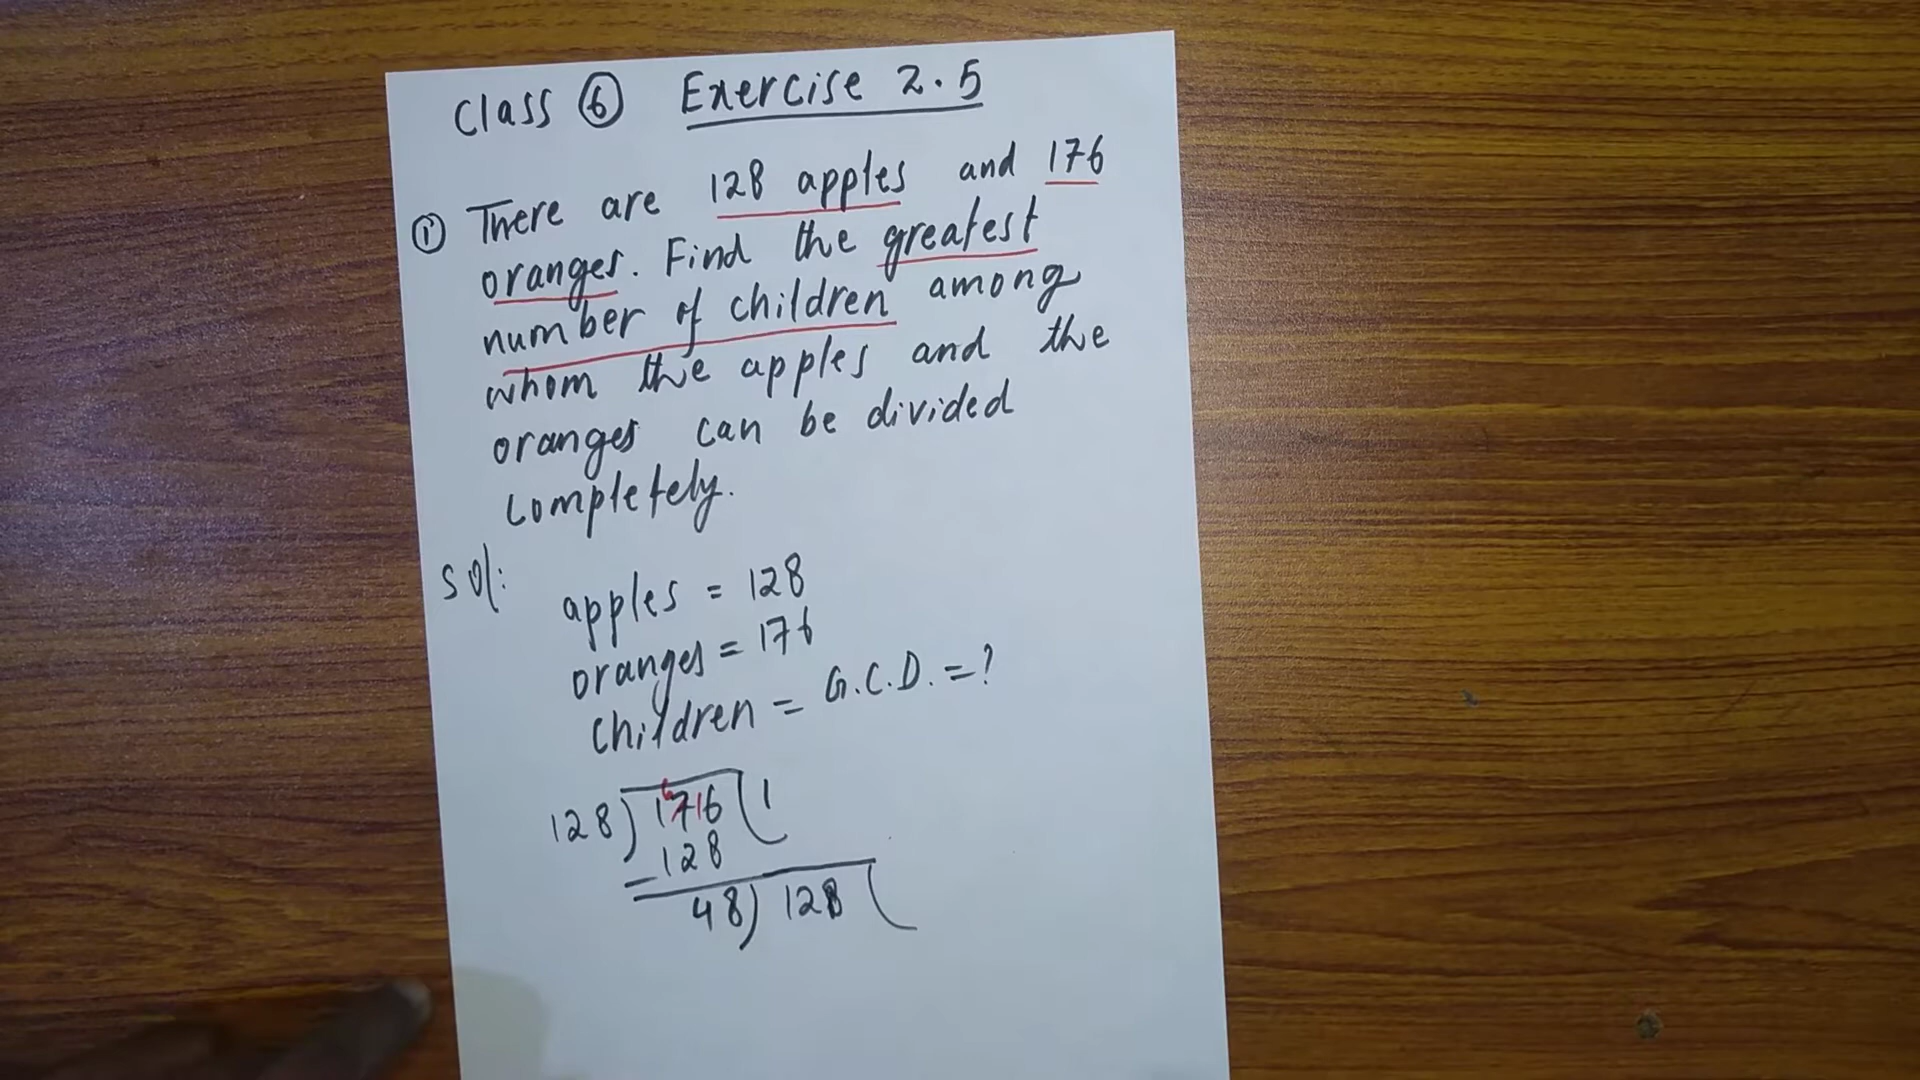 Class 6 Exercise 2.5
① There are 128 apples and 176
oranges. Find the greatest
number of children among
whom the apples and the
oranges can be divided
completely.
Sol:
apples = 128
oranges = 176
Children = G.C.D. = ?
128 ) 176 ( 1
- 128
48 ) 128 (